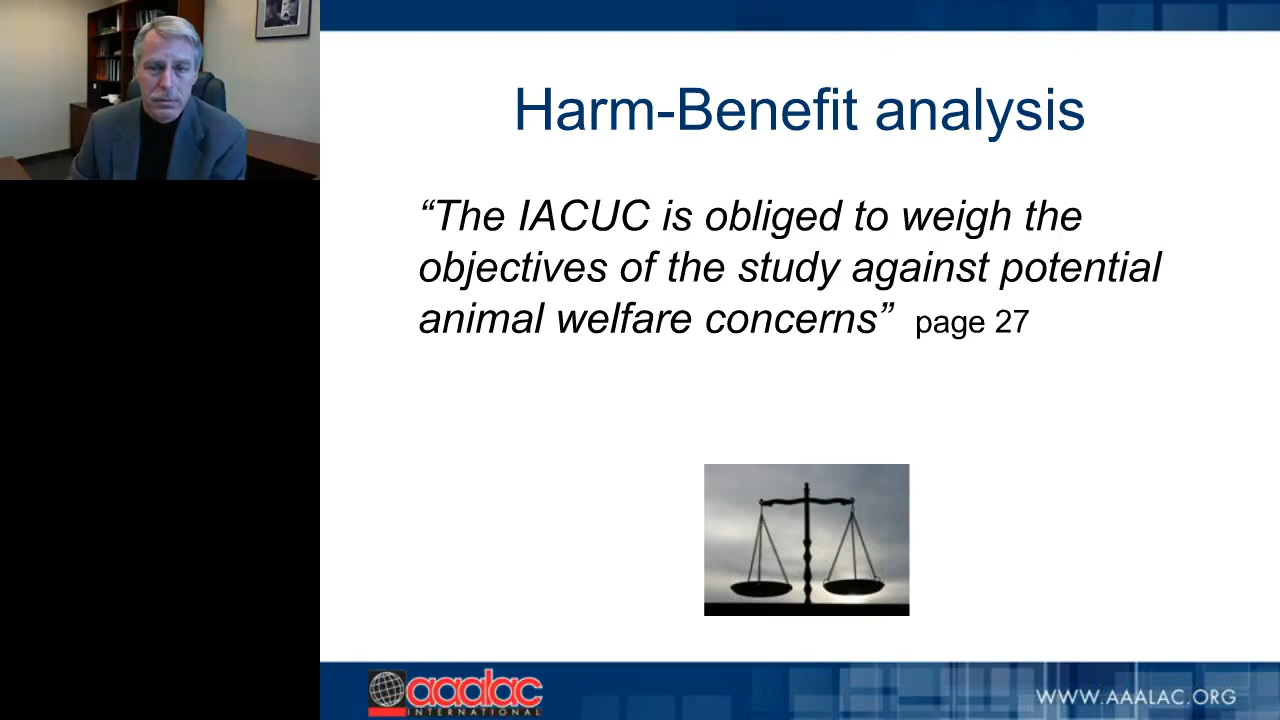 Harm-Benefit analysis
“The IACUC is obliged to weigh the
objectives of the study against potential
animal welfare concerns” page 27
aaalac
INTERNATIONAL
WWW.AAALAC.ORG